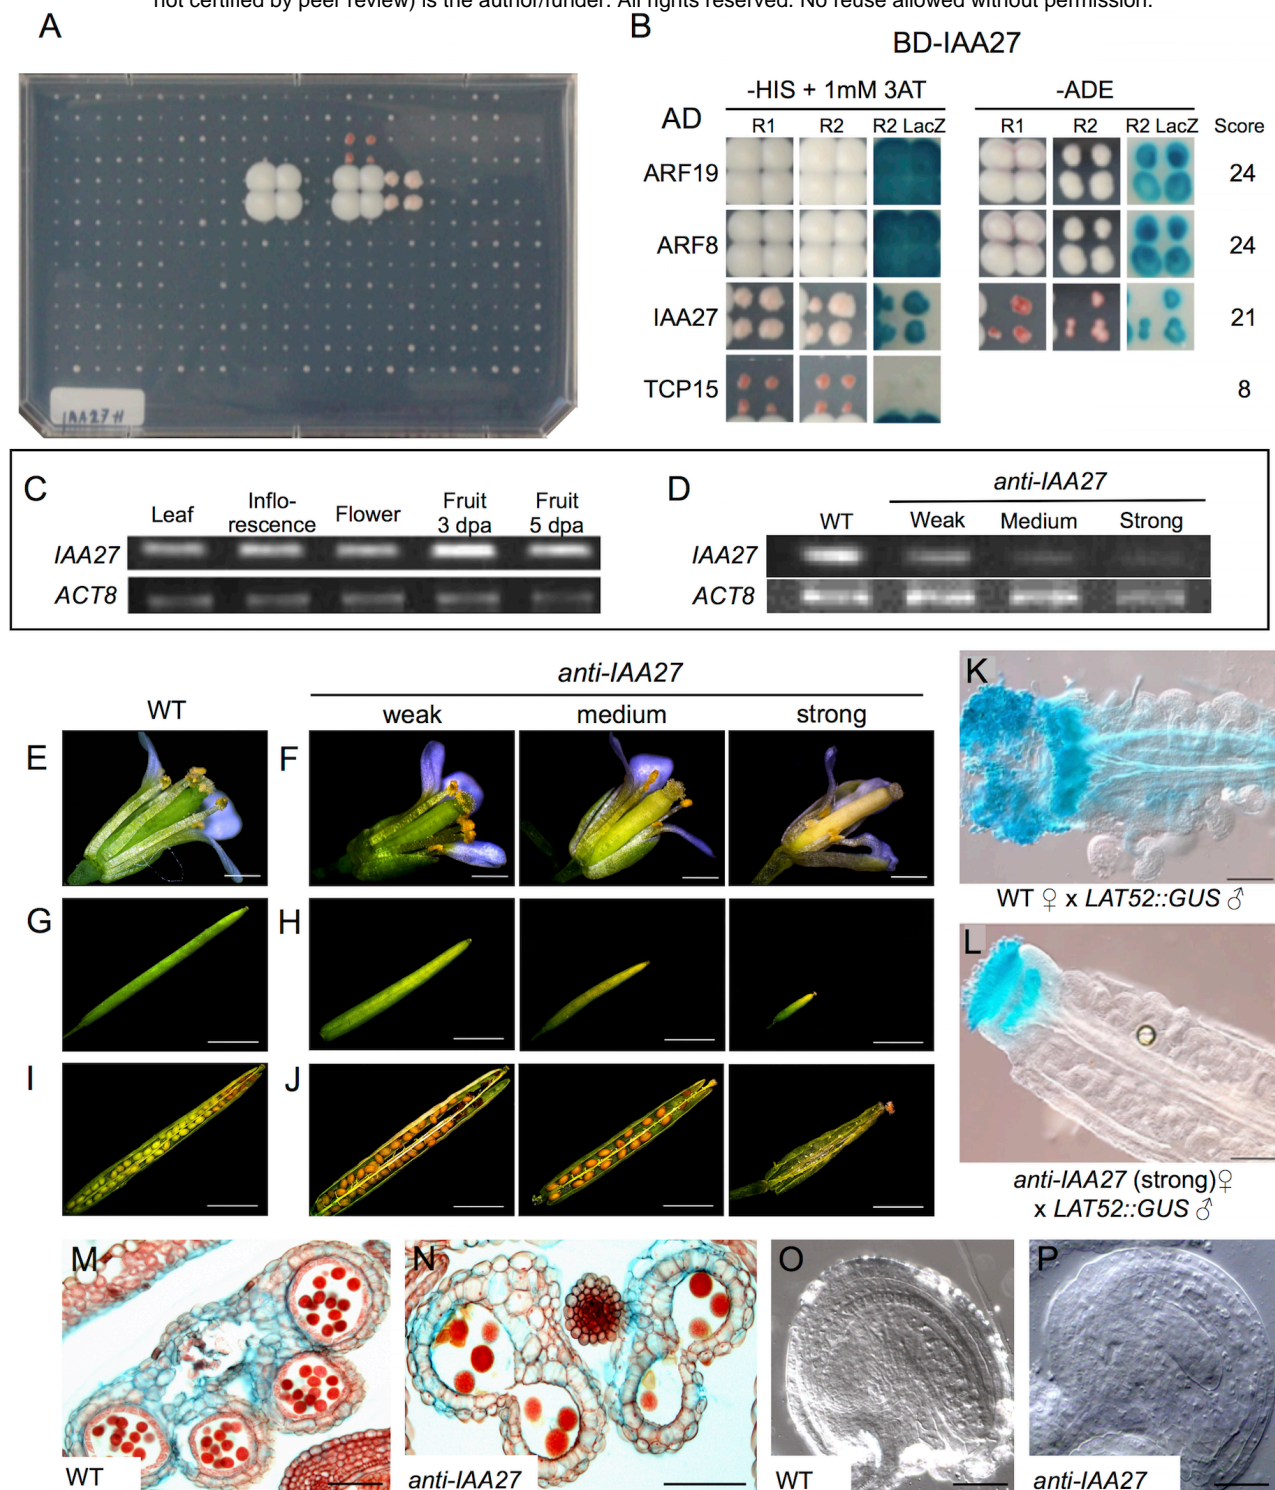 not certified by peer review) is the author/funder. All rights reserved. No reuse allowed without permission.
A
IAA27H
B
BD-IAA27
-HIS + 1mM 3AT
-ADE
AD
R1
R2
R2 LacZ
R1
R2
R2 LacZ
Score
ARF19
24
ARF8
24
IAA27
21
TCP15
8
C
Leaf
Inflo-
rescence
Flower
Fruit
3 dpa
Fruit
5 dpa
IAA27
ACT8
D
anti-IAA27
WT
Weak
Medium
Strong
IAA27
ACT8
WT
anti-IAA27
weak
medium
strong
E
F
G
H
I
J
K
WT ♀ x LAT52::GUS ♂
L
anti-IAA27 (strong)♀
x LAT52::GUS ♂
M
WT
N
anti-IAA27
O
WT
P
anti-IAA27